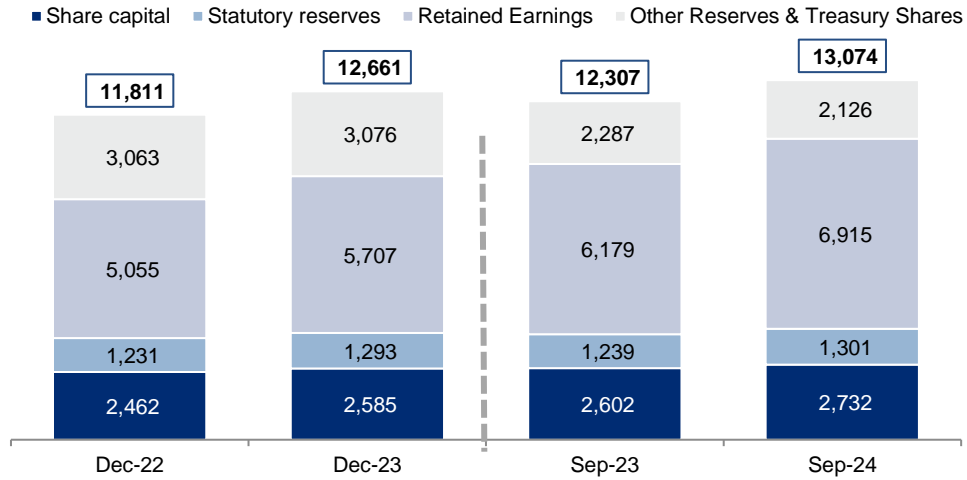 Share capital Statutory reserves Retained Earnings Other Reserves & Treasury Shares
11,811 12,661 12,307 13,074
3,063 3,076 2,287 2,126
5,055 5,707 6,179 6,915
1,231 1,293 1,239 1,301
2,462 2,585 2,602 2,732
Dec-22 Dec-23 Sep-23 Sep-24